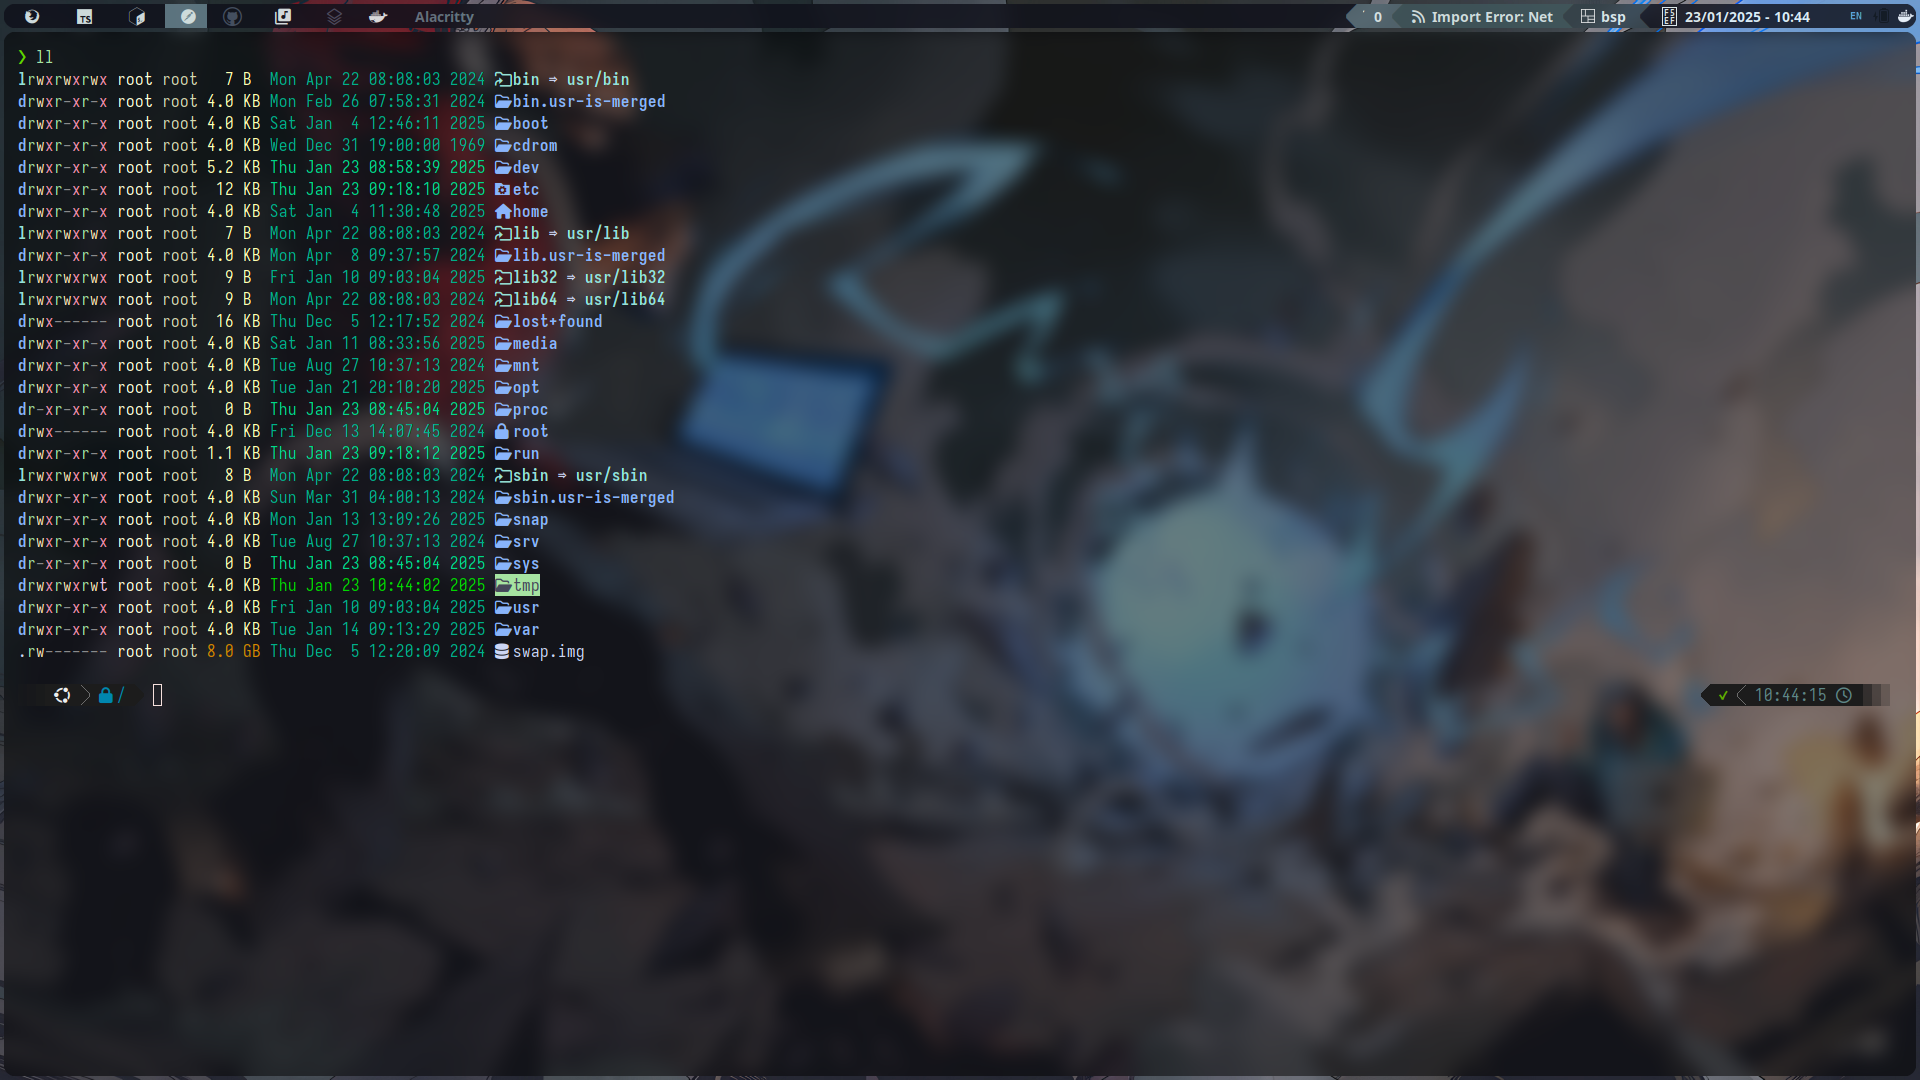 TS
Alacritty
0
Import Error: Net
bsp
23/01/2025 - 10:44
EN
❯ ll
lrwxrwxrwx root root   7 B  Mon Apr 22 08:08:03 2024 bin ⇒ usr/bin
drwxr-xr-x root root 4.0 KB Mon Feb 26 07:58:31 2024 bin.usr-is-merged
drwxr-xr-x root root 4.0 KB Sat Jan  4 12:46:11 2025 boot
drwxr-xr-x root root 4.0 KB Wed Dec 31 19:00:00 1969 cdrom
drwxr-xr-x root root 5.2 KB Thu Jan 23 08:58:39 2025 dev
drwxr-xr-x root root  12 KB Thu Jan 23 09:18:10 2025 etc
drwxr-xr-x root root 4.0 KB Sat Jan  4 11:30:48 2025 home
lrwxrwxrwx root root   7 B  Mon Apr 22 08:08:03 2024 lib ⇒ usr/lib
drwxr-xr-x root root 4.0 KB Mon Apr  8 09:37:57 2024 lib.usr-is-merged
lrwxrwxrwx root root   9 B  Fri Jan 10 09:03:04 2025 lib32 ⇒ usr/lib32
lrwxrwxrwx root root   9 B  Mon Apr 22 08:08:03 2024 lib64 ⇒ usr/lib64
drwx------ root root  16 KB Thu Dec  5 12:17:52 2024 lost+found
drwxr-xr-x root root 4.0 KB Sat Jan 11 08:33:56 2025 media
drwxr-xr-x root root 4.0 KB Tue Aug 27 10:37:13 2024 mnt
drwxr-xr-x root root 4.0 KB Tue Jan 21 20:10:20 2025 opt
dr-xr-xr-x root root   0 B  Thu Jan 23 08:45:04 2025 proc
drwx------ root root 4.0 KB Fri Dec 13 14:07:45 2024 root
drwxr-xr-x root root 1.1 KB Thu Jan 23 09:18:12 2025 run
lrwxrwxrwx root root   8 B  Mon Apr 22 08:08:03 2024 sbin ⇒ usr/sbin
drwxr-xr-x root root 4.0 KB Sun Mar 31 04:00:13 2024 sbin.usr-is-merged
drwxr-xr-x root root 4.0 KB Mon Jan 13 13:09:26 2025 snap
drwxr-xr-x root root 4.0 KB Tue Aug 27 10:37:13 2024 srv
dr-xr-xr-x root root   0 B  Thu Jan 23 08:45:04 2025 sys
drwxrwxrwt root root 4.0 KB Thu Jan 23 10:44:02 2025 tmp
drwxr-xr-x root root 4.0 KB Fri Jan 10 09:03:04 2025 usr
drwxr-xr-x root root 4.0 KB Tue Jan 14 09:13:29 2025 var
.rw------- root root 8.0 GB Thu Dec  5 12:20:09 2024 swap.img
/
✓ 10:44:15